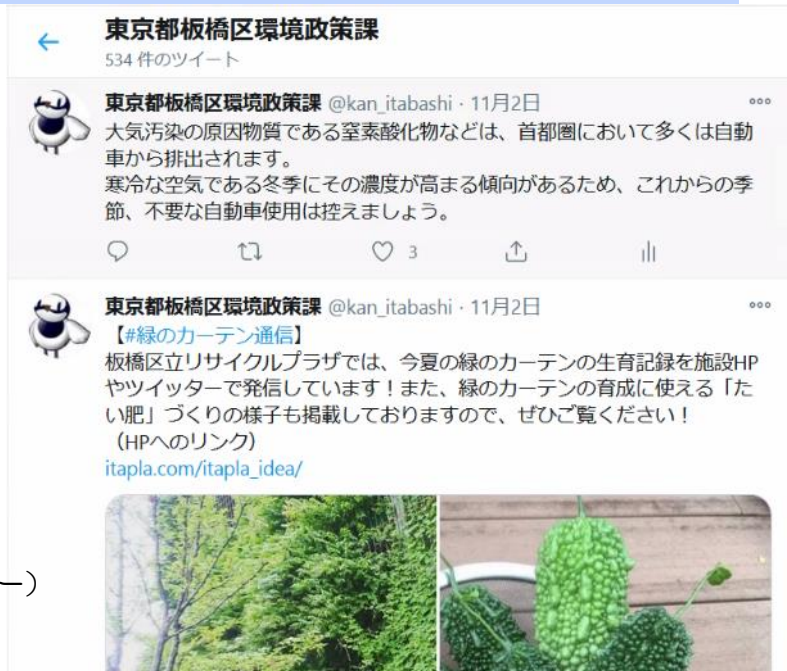 東京都板橋区環境政策課
534 件のツイート
東京都板橋区環境政策課 @kan_itabashi · 11月2日
大気汚染の原因物質である窒素酸化物などは、首都圏において多くは自動
車から排出されます。
寒冷な空気である冬季にその濃度が高まる傾向があるため、これからの季
節、不要な自動車使用は控えましょう。
3
東京都板橋区環境政策課 @kan_itabashi · 11月2日
【#緑のカーテン通信】
板橋区立リサイクルプラザでは、今夏の緑のカーテンの生育記録を施設HP
やツイッターで発信しています！また、緑のカーテンの育成に使える「た
い肥」づくりの様子も掲載しておりますので、ぜひご覧ください！
（HPへのリンク）
itapla.com/itapla_idea/
ー）